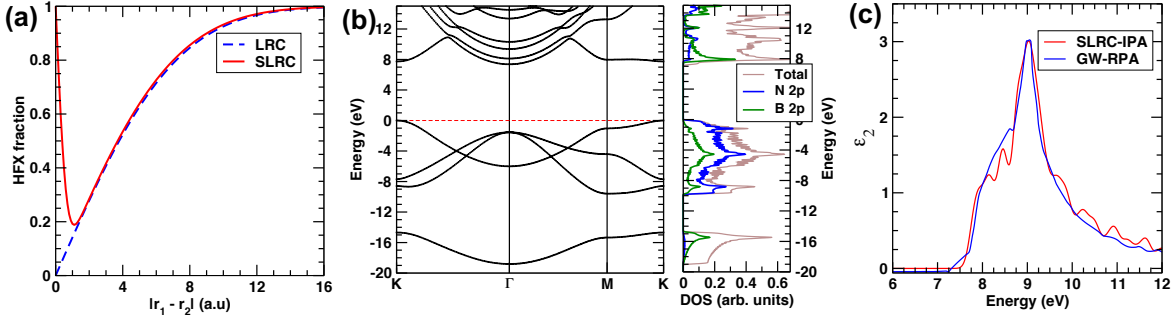 (a)
HFX fraction
1
0.8
0.6
0.4
0.2
0
LRC
SLRC
0 4 8 12 16
|r1 - r2| (a.u)
(b)
Energy (eV)
12
8
4
0
-4
-8
-12
-16
-20
K Γ M K
Total
N 2p
B 2p
12
8
-4
-8
-12
-16
-20
Energy (eV)
0 0.2 0.4 0.6
DOS (arb. units)
(c)
ε2
3
2
1
0
SLRC-IPA
GW-RPA
6 7 8 9 10 11 12
Energy (eV)